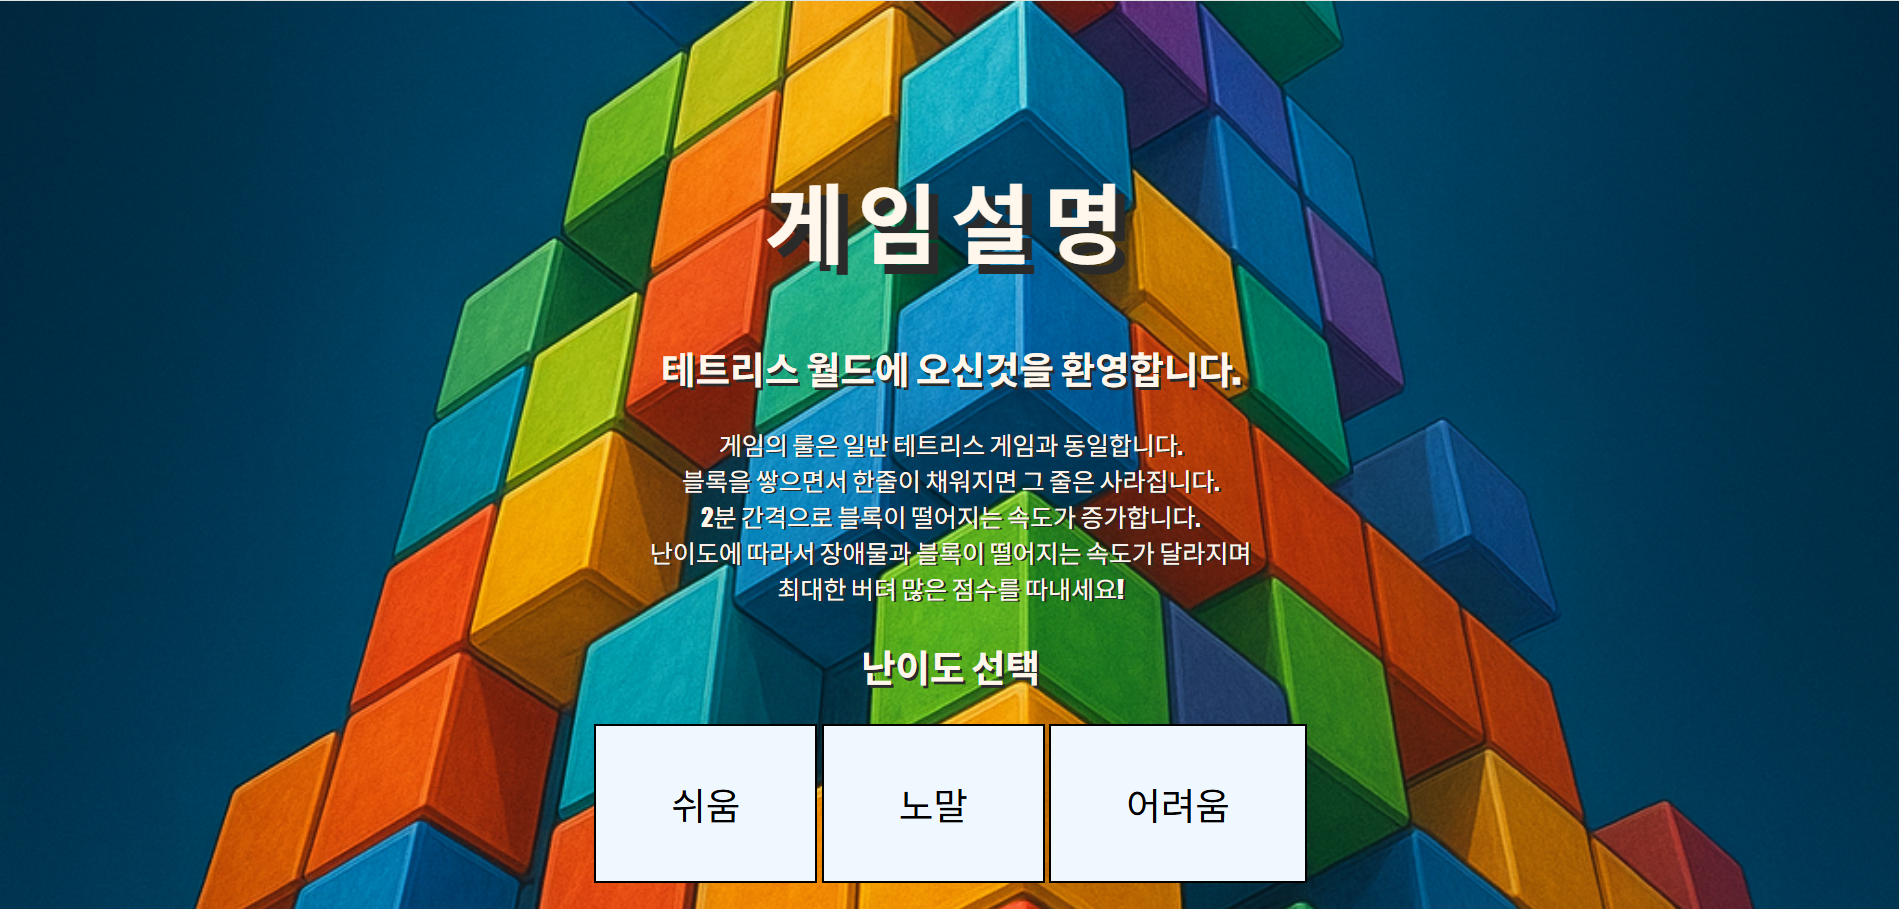 게임설명
테트리스 월드에 오신것을 환영합니다.
게임의 룰은 일반 테트리스 게임과 동일합니다.
블록을 쌓으면서 한줄이 채워지면 그 줄은 사라집니다.
2분 간격으로 블록이 떨어지는 속도가 증가합니다.
난이도에 따라서 장애물과 블록이 떨어지는 속도가 달라지며
최대한 버텨 많은 점수를 따내세요!
난이도 선택
쉬움
노말
어려움